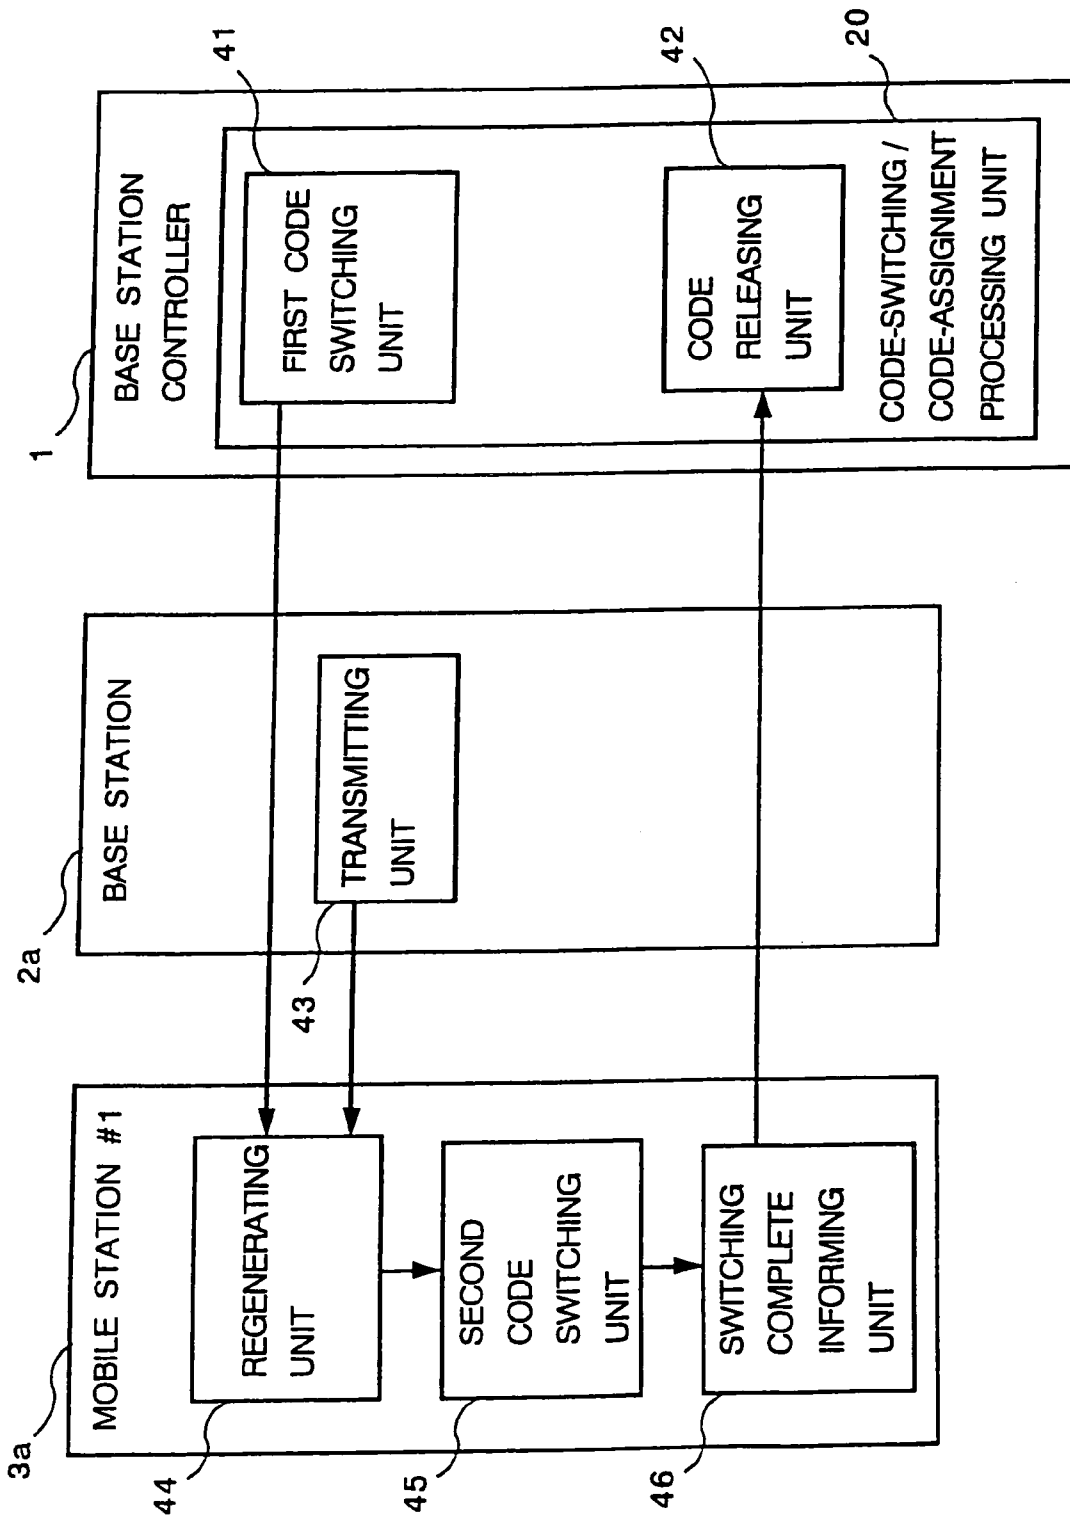 3a
MOBILE STATION #1
44
REGENERATING
UNIT
45
SECOND
CODE
SWITCHING
UNIT
46
SWITCHING
COMPLETE
INFORMING
UNIT
2a
BASE STATION
43
TRANSMITTING
UNIT
1
BASE STATION
CONTROLLER
41
FIRST CODE
SWITCHING
UNIT
42
CODE
RELEASING
UNIT
20
CODE-SWITCHING /
CODE-ASSIGNMENT
PROCESSING UNIT